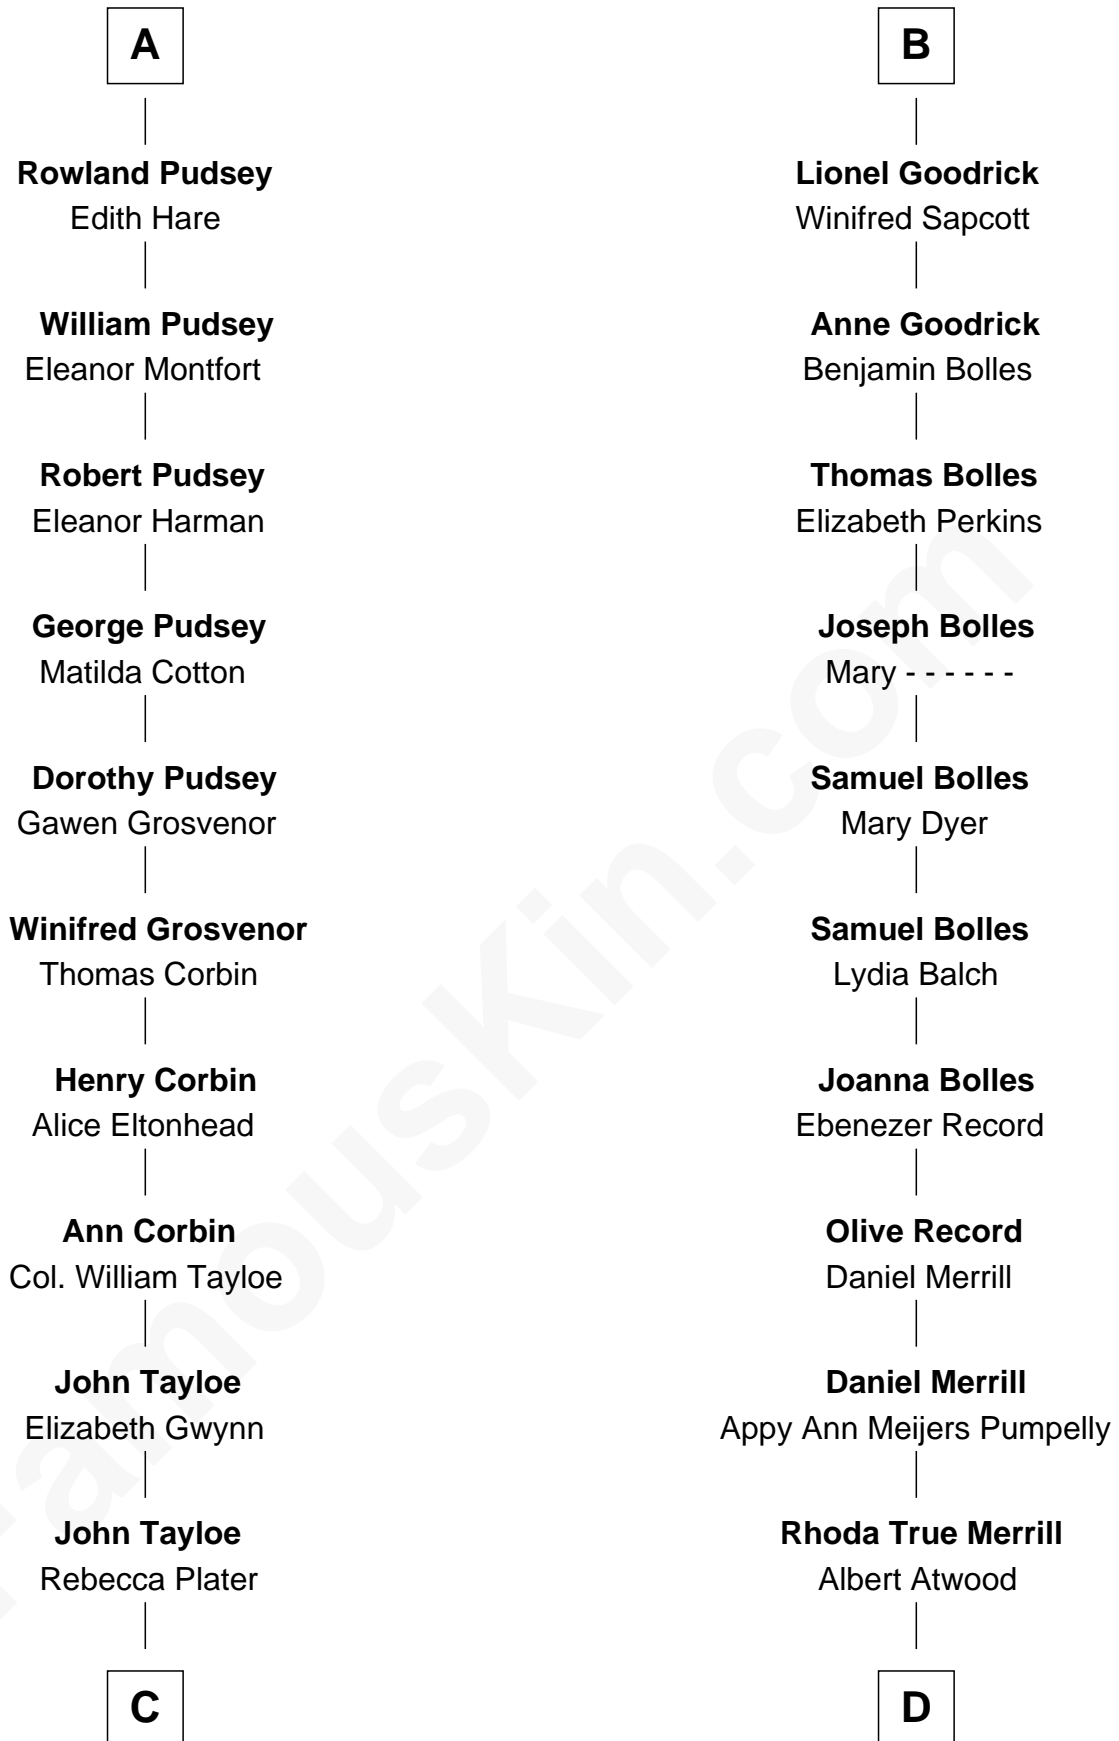 A
Rowland Pudsey
Edith Hare
William Pudsey
Eleanor Montfort
Robert Pudsey
Eleanor Harman
George Pudsey
Matilda Cotton
Dorothy Pudsey
Gawen Grosvenor
Winifred Grosvenor
Thomas Corbin
Henry Corbin
Alice Eltonhead
Ann Corbin
Col. William Tayloe
John Tayloe
Elizabeth Gwynn
John Tayloe
Rebecca Plater
C
B
Lionel Goodrick
Winifred Sapcott
Anne Goodrick
Benjamin Bolles
Thomas Bolles
Elizabeth Perkins
Joseph Bolles
Mary - - - - - -
Samuel Bolles
Mary Dyer
Samuel Bolles
Lydia Balch
Joanna Bolles
Ebenezer Record
Olive Record
Daniel Merrill
Daniel Merrill
Appy Ann Meijers Pumpelly
Rhoda True Merrill
Albert Atwood
D
FamousKin.com